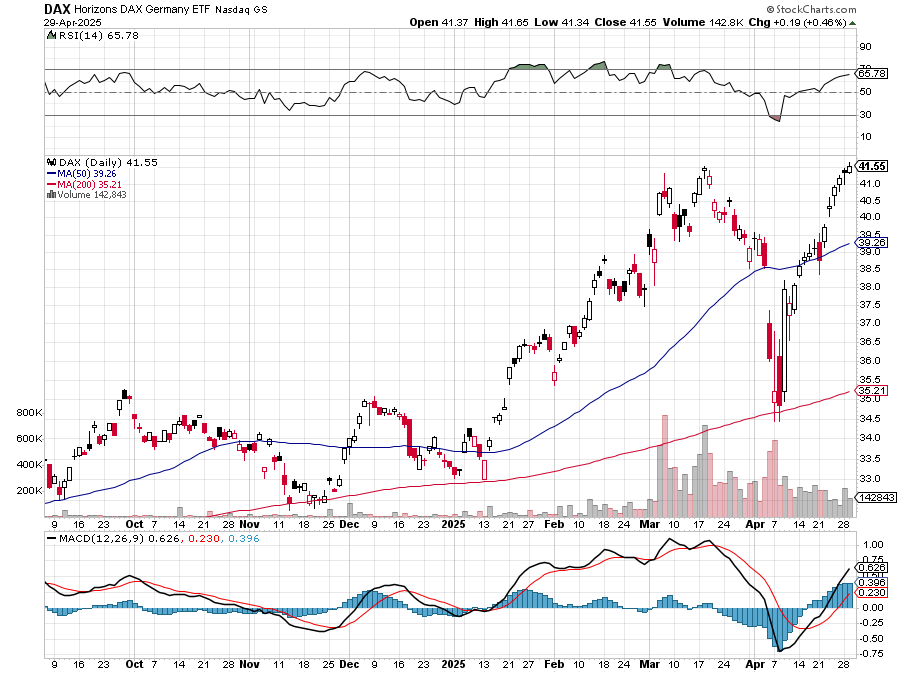 DAX Horizons DAX Germany ETF Nasdaq GS
© StockCharts.com
29-Apr-2025
Open 41.37 High 41.65 Low 41.34 Close 41.55 Volume 142.8K Chg +0.19 (+0.46%)
RSI(14) 65.78
90
70
65.78
50
30
10
DAX (Daily) 41.55
MA(50) 39.26
MA(200) 35.21
Volume 142,843
41.55
41.0
40.5
40.0
39.5
39.26
39.0
38.5
38.0
37.5
37.0
36.5
36.0
35.5
35.21
35.0
34.5
34.0
33.5
33.0
142843
800K
600K
400K
200K
9 16 23 Oct 7 14 21 28 Nov 11 18 25 Dec 9 16 23 2025 13 21 27 Feb 10 18 24 Mar 10 17 24 Apr 7 14 21 28
MACD(12,26,9) 0.626, 0.230, 0.396
1.00
0.75
0.626
0.50
0.396
0.230
0.00
-0.25
-0.50
-0.75
9 16 23 Oct 7 14 21 28 Nov 11 18 25 Dec 9 16 23 2025 13 21 27 Feb 10 18 24 Mar 10 17 24 Apr 7 14 21 28